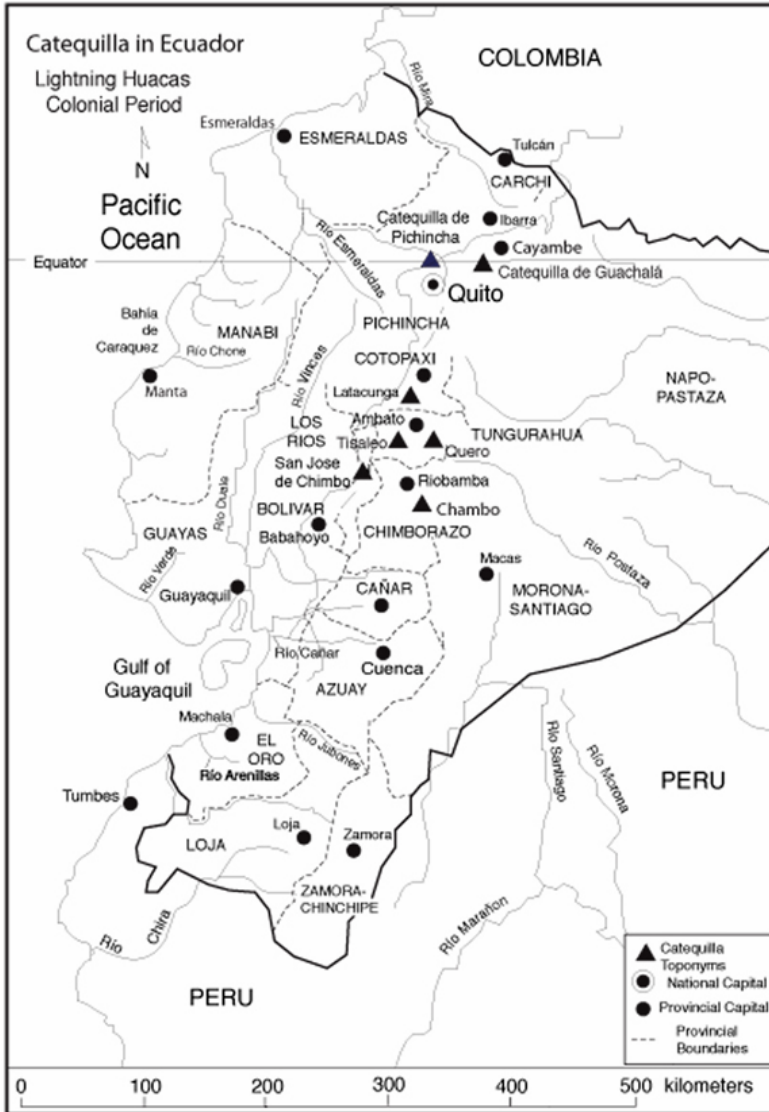 Catequilla in Ecuador
Lightning Huacas
Colonial Period
N
COLOMBIA
Río Mira
Esmeraldas
ESMERALDAS
Tulcán
CARCHI
Pacific
Ocean
Catequilla de
Pichincha
Ibarra
Cayambe
Río Esmeraldas
Equator
Catequilla de Guachalá
Quito
Bahía
de
Caraquez
MANABI
Río Chone
PICHINCHA
COTOPAXI
Río Vinces
Manta
Latacunga
NAPO-
PASTAZA
LOS
RIOS
Ambato
Tisaleo
Quero
TUNGURAHUA
San Jose
de Chimbo
Riobamba
Río Duale
BOLIVAR
Babahoyo
Chambo
CHIMBORAZO
GUAYAS
Río Verde
Guayaquil
Macas
Río Postaza
CAÑAR
MORONA-
SANTIAGO
Río Cañar
Cuenca
Gulf of
Guayaquil
AZUAY
Machala
EL
ORO
Río Jubones
Río Arenillas
Río Santiago
Río Morona
PERU
Tumbes
LOJA
Loja
Zamora
ZAMORA-
CHINCHIPE
Río Chira
Río Marañon
PERU
Catequilla
Toponyms
National Capital
Provincial Capital
Provincial
Boundaries
0 100 200 300 400 500 kilometers